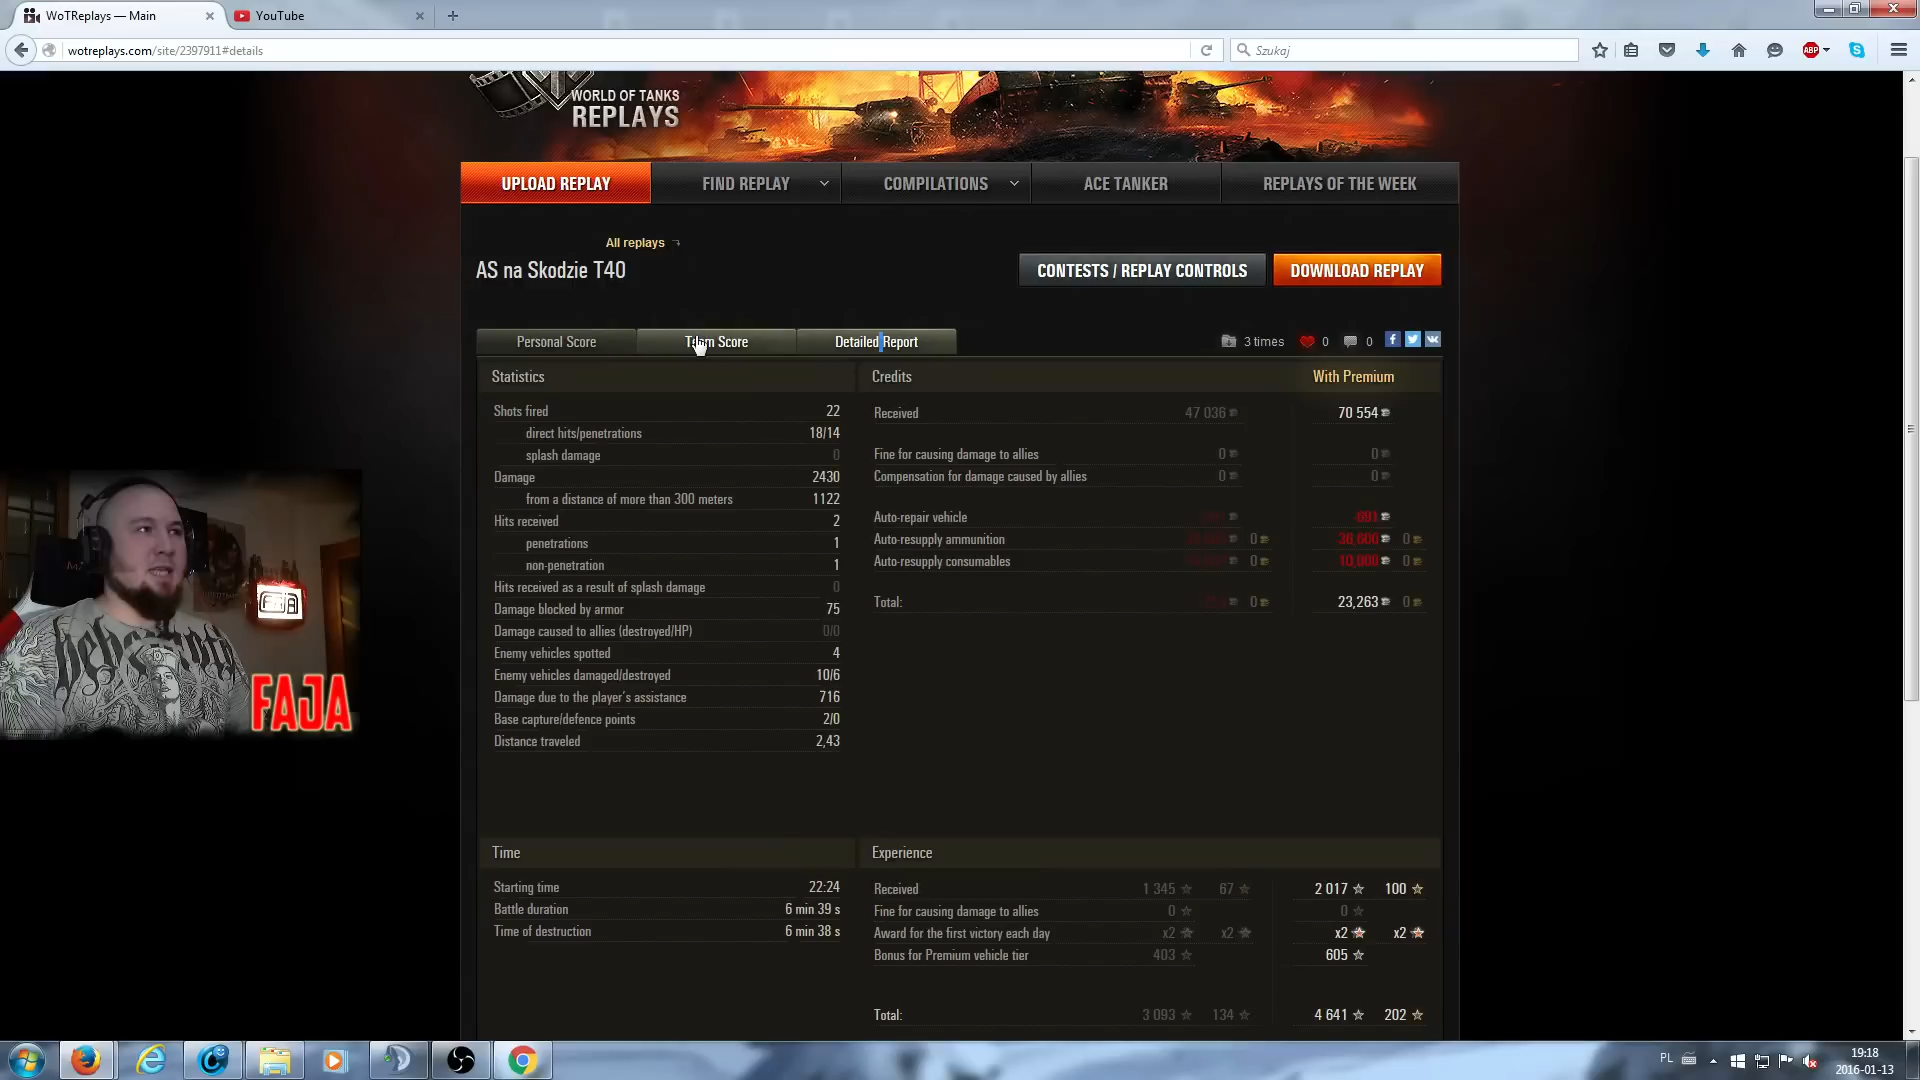 WoTReplays — Main
YouTube
wotreplays.com/site/2397911#details
Szukaj
ABP
WORLD OF TANKS
REPLAYS
UPLOAD REPLAY
FIND REPLAY
COMPILATIONS
ACE TANKER
REPLAYS OF THE WEEK
All replays
AS na Skodzie T40
CONTESTS / REPLAY CONTROLS
DOWNLOAD REPLAY
Personal Score
Team Score
Detailed Report
3 times
0
0
Statistics
Shots fired 22
direct hits/penetrations 18/14
splash damage 0
Damage 2430
from a distance of more than 300 meters 1122
Hits received 2
penetrations 1
non-penetration 1
Hits received as a result of splash damage 0
Damage blocked by armor 75
Damage caused to allies (destroyed/HP) 0/0
Enemy vehicles spotted 4
Enemy vehicles damaged/destroyed 10/6
Damage due to the player's assistance 716
Base capture/defence points 2/0
Distance traveled 2,43
Credits With Premium
Received 47 036 70 554
Fine for causing damage to allies 0 0
Compensation for damage caused by allies 0 0
Auto-repair vehicle -691
Auto-resupply ammunition 0 36,600 0
Auto-resupply consumables 0 10,000 0
Total: 0 23,263 0
Time
Starting time 22:24
Battle duration 6 min 39 s
Time of destruction 6 min 38 s
Experience
Received 1 345 67 2 017 100
Fine for causing damage to allies 0 0
Award for the first victory each day x2 x2 x2 x2
Bonus for Premium vehicle tier 403 605
Total: 3 093 134 4 641 202
FAJA
PL
19:18
2016-01-13